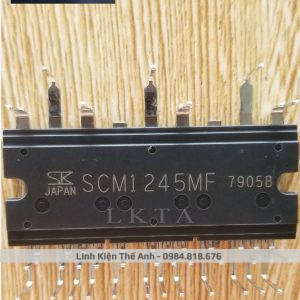 SK
JAPAN SCM1245MF 7905B
LKTA
Linh Kiện Thế Anh - 0984.818.676